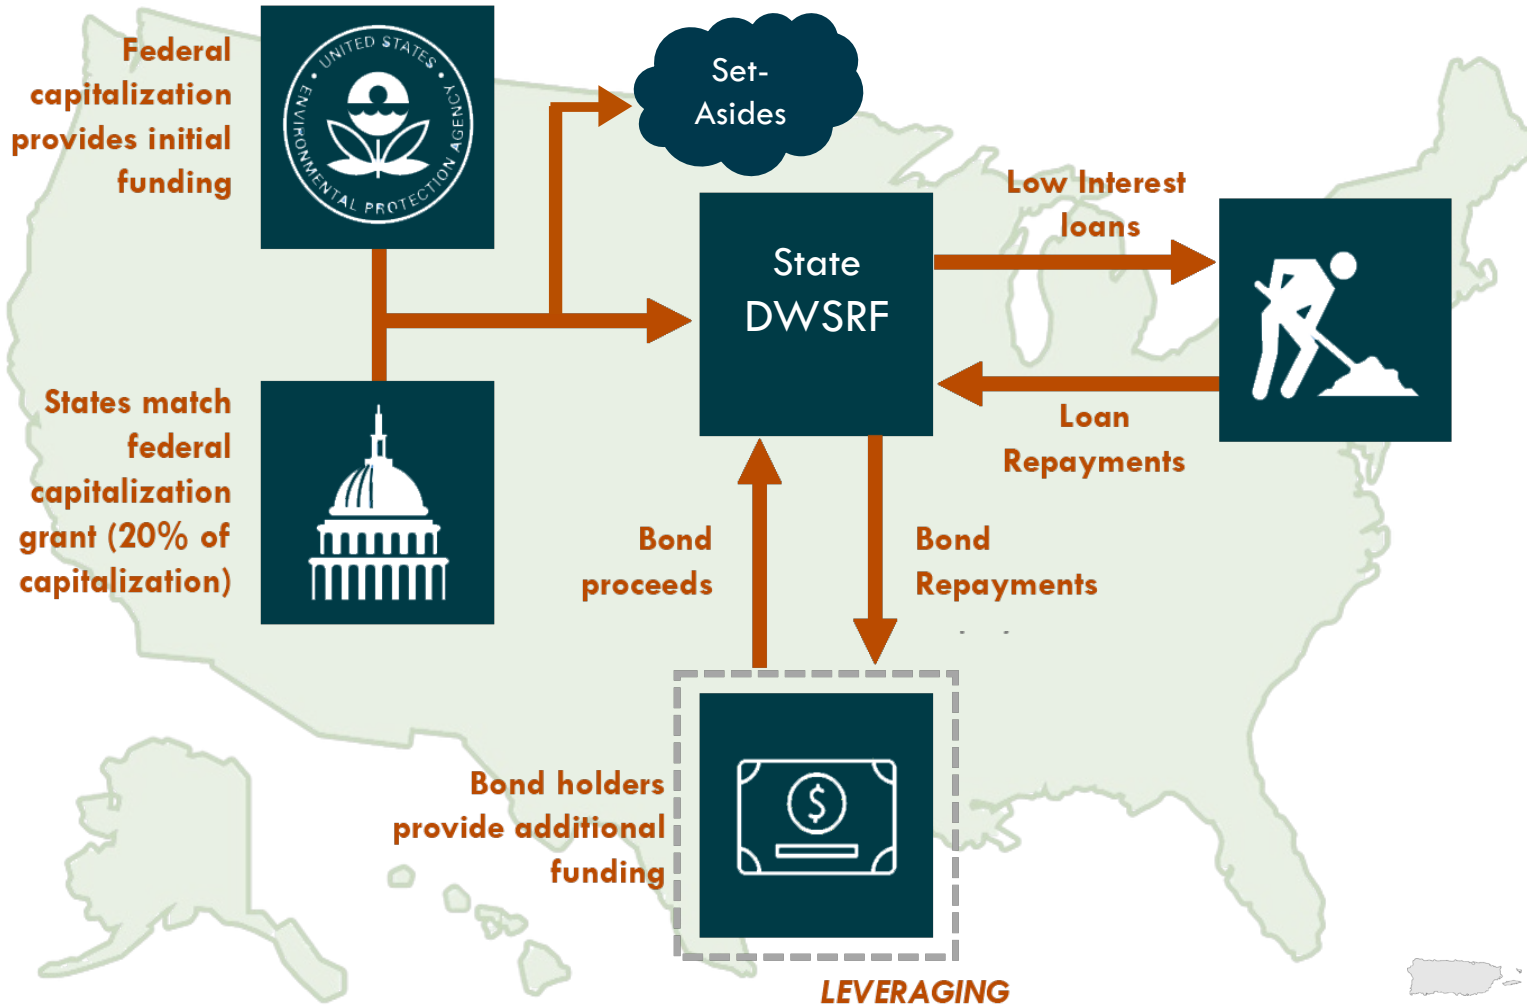 Federal
capitalization
provides initial
funding
UNITED STATES
ENVIRONMENTAL PROTECTION AGENCY
Set-
Asides
State
DWSRF
Low Interest
loans
Loan
Repayments
States match
federal
capitalization
grant (20% of
capitalization)
Bond
proceeds
Bond
Repayments
Bond holders
provide additional
funding
$
LEVERAGING